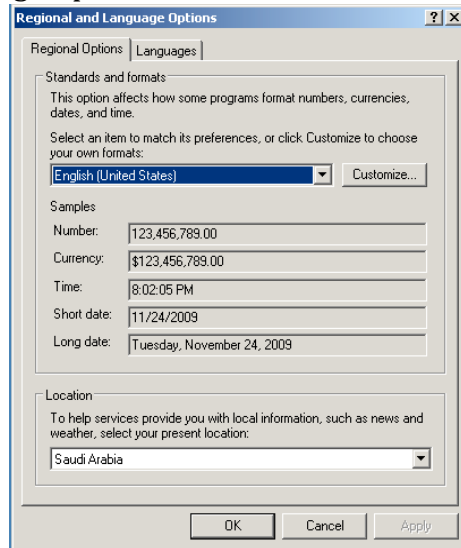 Regional and Language Options
Regional Options
Languages
Standards and formats
This option affects how some programs format numbers, currencies,
dates, and time.
Select an item to match its preferences, or click Customize to choose
your own formats:
English (United States)
Customize...
Samples
Number:
123,456,789.00
Currency:
$123,456,789.00
Time:
8:02:05 PM
Short date:
11/24/2009
Long date:
Tuesday, November 24, 2009
Location
To help services provide you with local information, such as news and
weather, select your present location:
Saudi Arabia
OK
Cancel
Apply